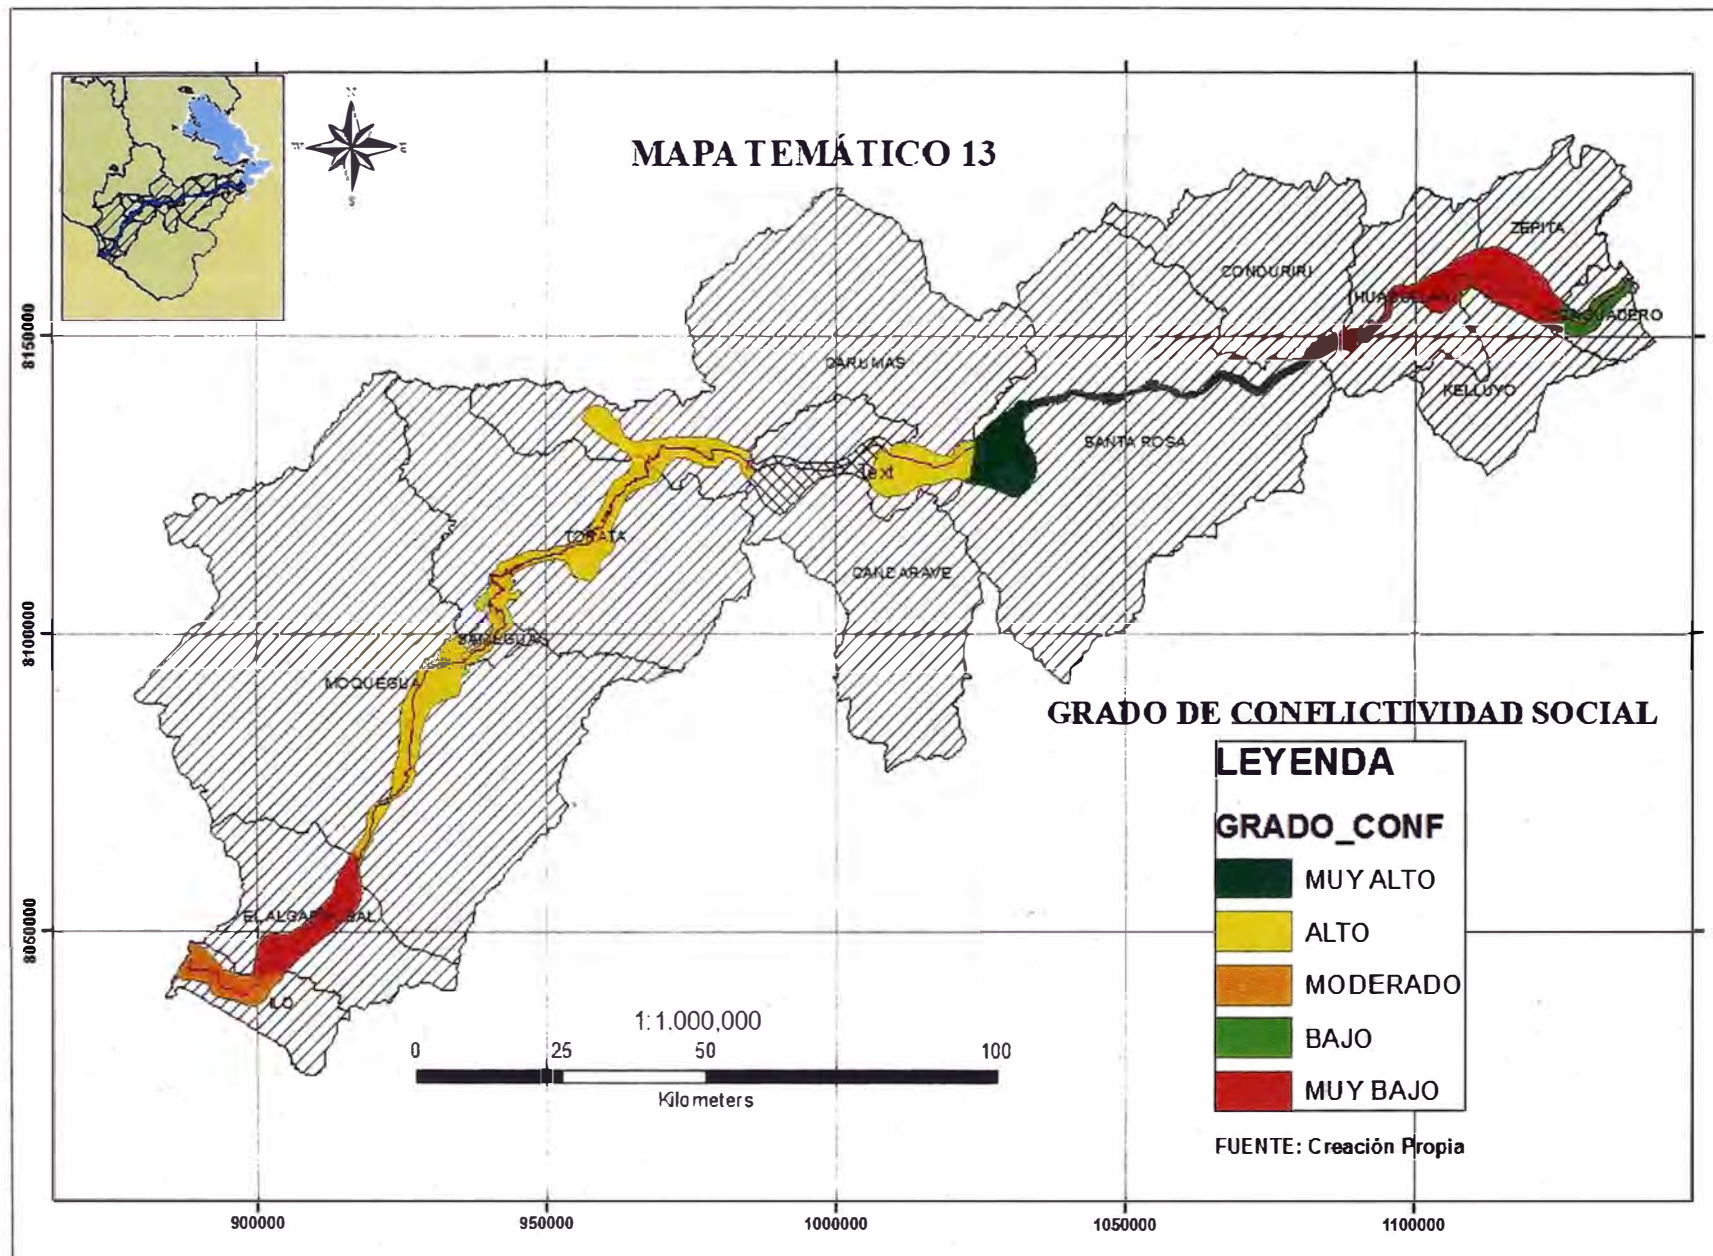 MAPA TEMÁTICO 13
N
W
E
S
ZEPITA
CONDURIRI
CARUMAS
KELLUYO
SANTA ROSA
Text
TORATA
CANDARAVE
MOQUEGUA
ILO
8150000
8100000
8050000
GRADO DE CONFLICTIVIDAD SOCIAL
LEYENDA
GRADO_CONF
MUY ALTO
ALTO
MODERADO
BAJO
MUY BAJO
FUENTE: Creación Propia
1:1.000,000
0 25 50 100
Kilometers
900000 950000 1000000 1050000 1100000